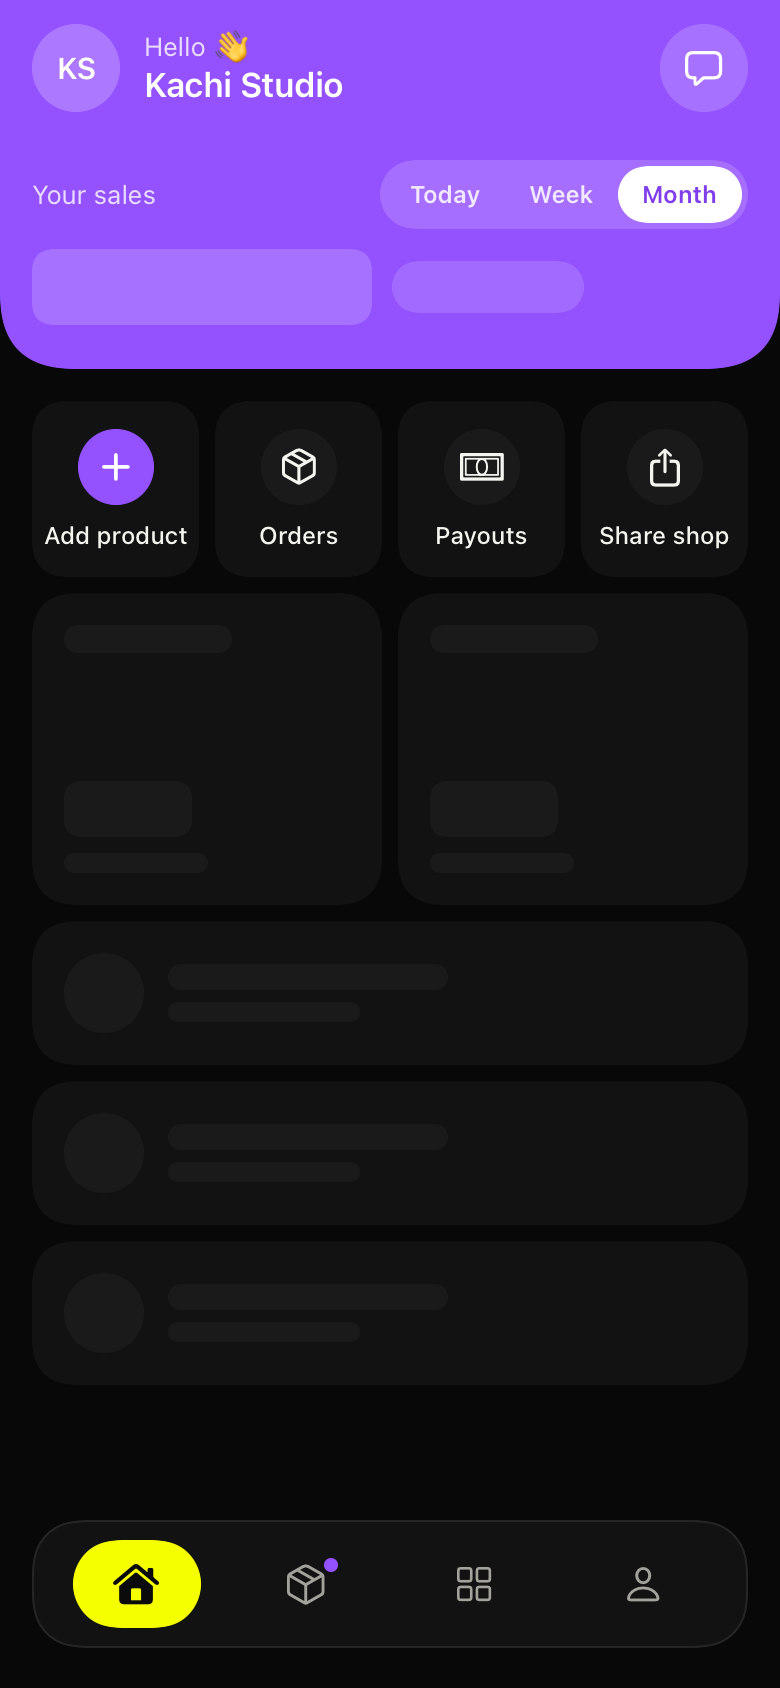 KS
Hello 👋
Kachi Studio
Your sales
Today Week Month
Add product Orders Payouts Share shop